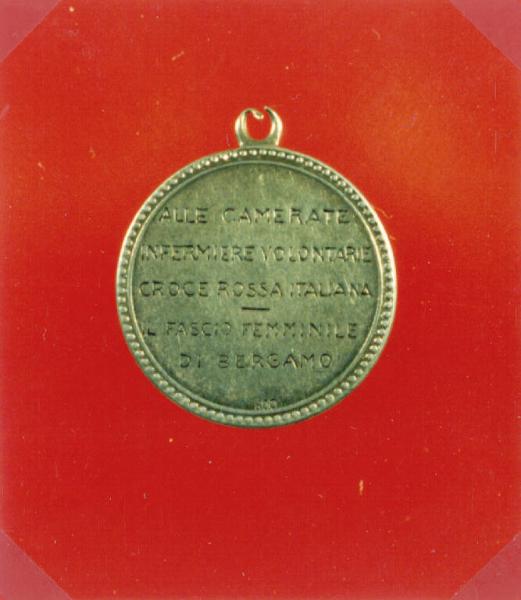 ALLE CAMERATE
INFERMIERE VOLONTARIE
CROCE ROSSA ITALIANA
IL FASCIO FEMMINILE
DI BERGAMO